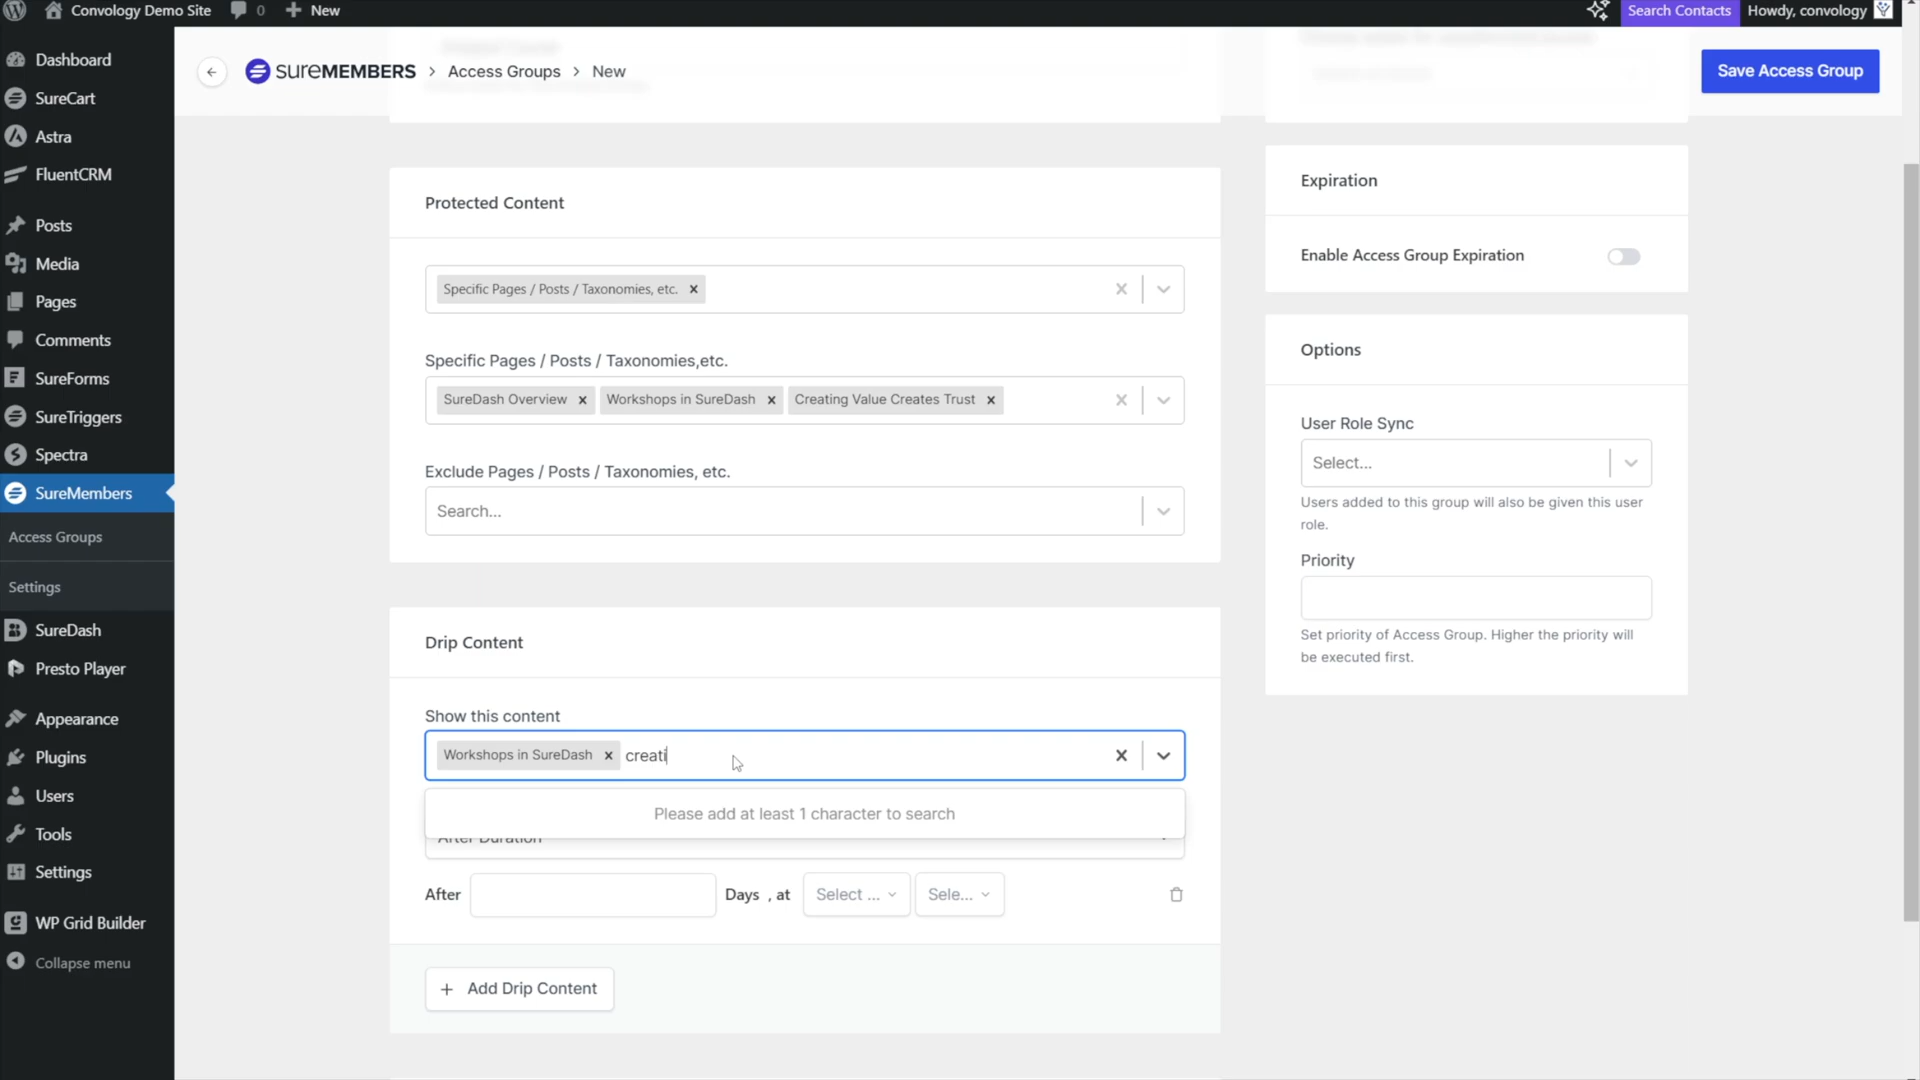 Convology Demo Site
0
New
Search Contacts
Howdy, convology
Dashboard
SureCart
Astra
FluentCRM
Posts
Media
Pages
Comments
SureForms
SureTriggers
Spectra
SureMembers
Access Groups
Settings
SureDash
Presto Player
Appearance
Plugins
Users
Tools
Settings
WP Grid Builder
Collapse menu
SUREMEMBERS > Access Groups > New
Save Access Group
Protected Content
Specific Pages / Posts / Taxonomies, etc.
Specific Pages / Posts / Taxonomies,etc.
SureDash Overview
Workshops in SureDash
Creating Value Creates Trust
Exclude Pages / Posts / Taxonomies, etc.
Search...
Drip Content
Show this content
Workshops in SureDash
creati
Please add at least 1 character to search
After Duration
After
Days , at
Select ...
Sele...
+ Add Drip Content
Expiration
Enable Access Group Expiration
Options
User Role Sync
Select...
Users added to this group will also be given this user
role.
Priority
Set priority of Access Group. Higher the priority will
be executed first.